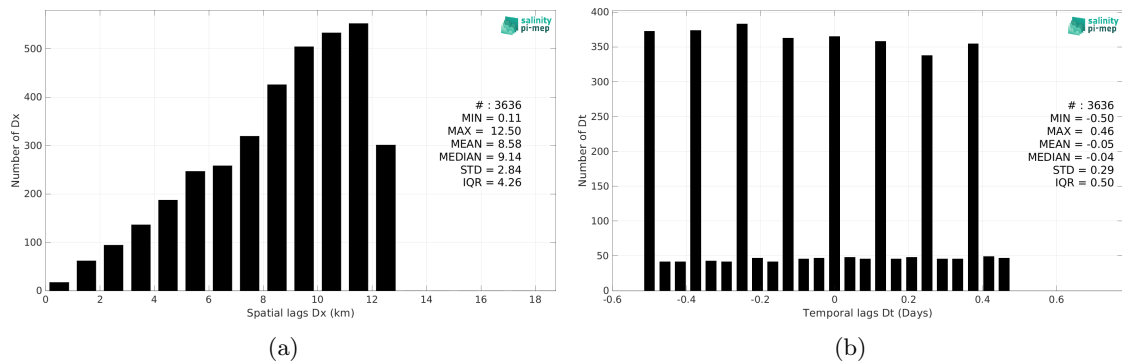 salinity
pi-mep
500
400
300
200
100
0
Number of Dx
# : 3636
MIN = 0.11
MAX = 12.50
MEAN = 8.58
MEDIAN = 9.14
STD = 2.84
IQR = 4.26
0 2 4 6 8 10 12 14 16 18
Spatial lags Dx (km)
(a)
salinity
pi-mep
400
350
300
250
200
150
100
50
0
Number of Dt
# : 3636
MIN = -0.50
MAX = 0.46
MEAN = -0.05
MEDIAN = -0.04
STD = 0.29
IQR = 0.50
-0.6 -0.4 -0.2 0 0.2 0.4 0.6
Temporal lags Dt (Days)
(b)